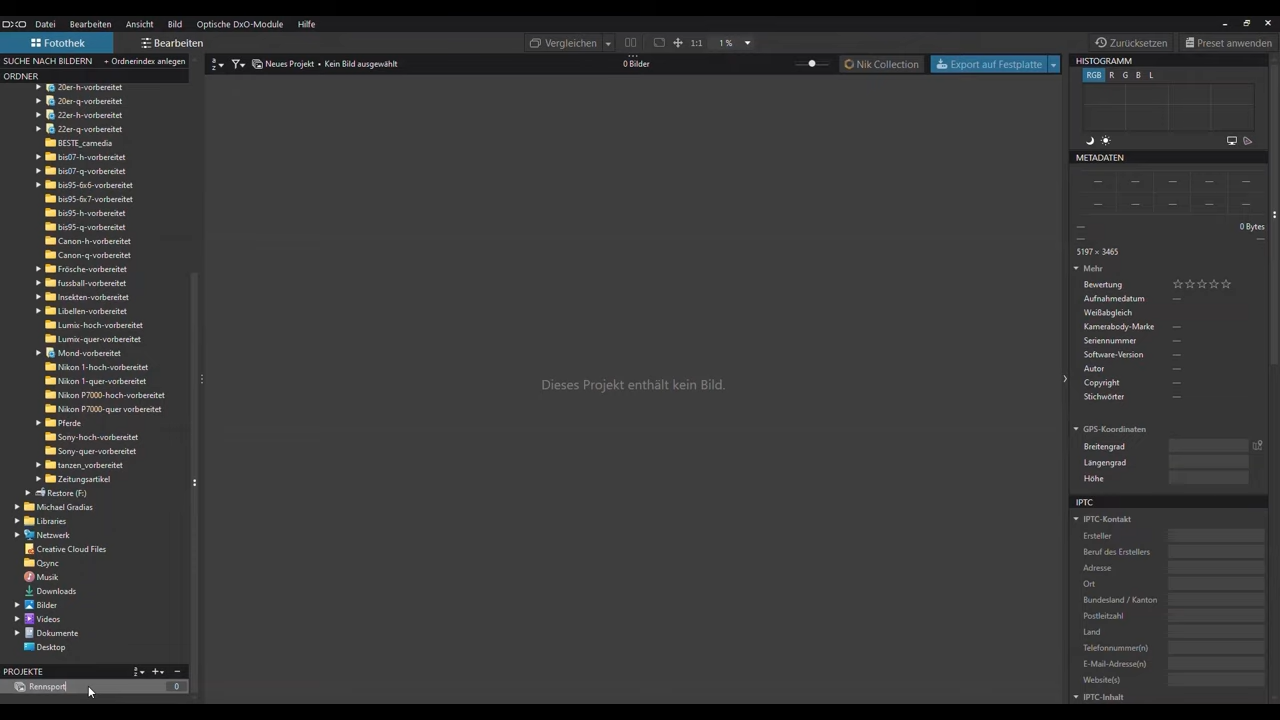 DxO Datei Bearbeiten Ansicht Bild Optische DxO-Module Hilfe
Fotothek Bearbeiten Vergleichen 1:1 1 % Zurücksetzen Preset anwenden
SUCHE NACH BILDERN + Ordnerindex anlegen
Neues Projekt • Kein Bild ausgewählt 0 Bilder Nik Collection Export auf Festplatte
ORDNER
20er-h-vorbereitet
20er-q-vorbereitet
22er-h-vorbereitet
22er-q-vorbereitet
BESTE_camedia
bis07-h-vorbereitet
bis07-q-vorbereitet
bis95-6x6-vorbereitet
bis95-6x7-vorbereitet
bis95-h-vorbereitet
bis95-q-vorbereitet
Canon-h-vorbereitet
Canon-q-vorbereitet
Frösche-vorbereitet
fussball-vorbereitet
Insekten-vorbereitet
Libellen-vorbereitet
Lumix-hoch-vorbereitet
Lumix-quer-vorbereitet
Mond-vorbereitet
Nikon 1-hoch-vorbereitet
Nikon 1-quer-vorbereitet
Nikon P7000-hoch-vorbereitet
Nikon P7000-quer vorbereitet
Pferde
Sony-hoch-vorbereitet
Sony-quer-vorbereitet
tanzen_vorbereitet
Zeitungsartikel
Restore (F:)
Michael Gradias
Libraries
Netzwerk
Creative Cloud Files
Qsync
Musik
Downloads
Bilder
Videos
Dokumente
Desktop
PROJEKTE
Rennsport 0
Dieses Projekt enthält kein Bild.
HISTOGRAMM
RGB R G B L
METADATEN
— — — — —
— — — — —
— 0 Bytes
— —
5197 × 3465
Mehr
Bewertung
Aufnahmedatum —
Weißabgleich
Kamerabody-Marke —
Seriennummer —
Software-Version —
Autor —
Copyright —
Stichwörter —
GPS-Koordinaten
Breitengrad
Längengrad
Höhe
IPTC
IPTC-Kontakt
Ersteller
Beruf des Erstellers
Adresse
Ort
Bundesland / Kanton
Postleitzahl
Land
Telefonnummer(n)
E-Mail-Adresse(n)
Website(s)
IPTC-Inhalt